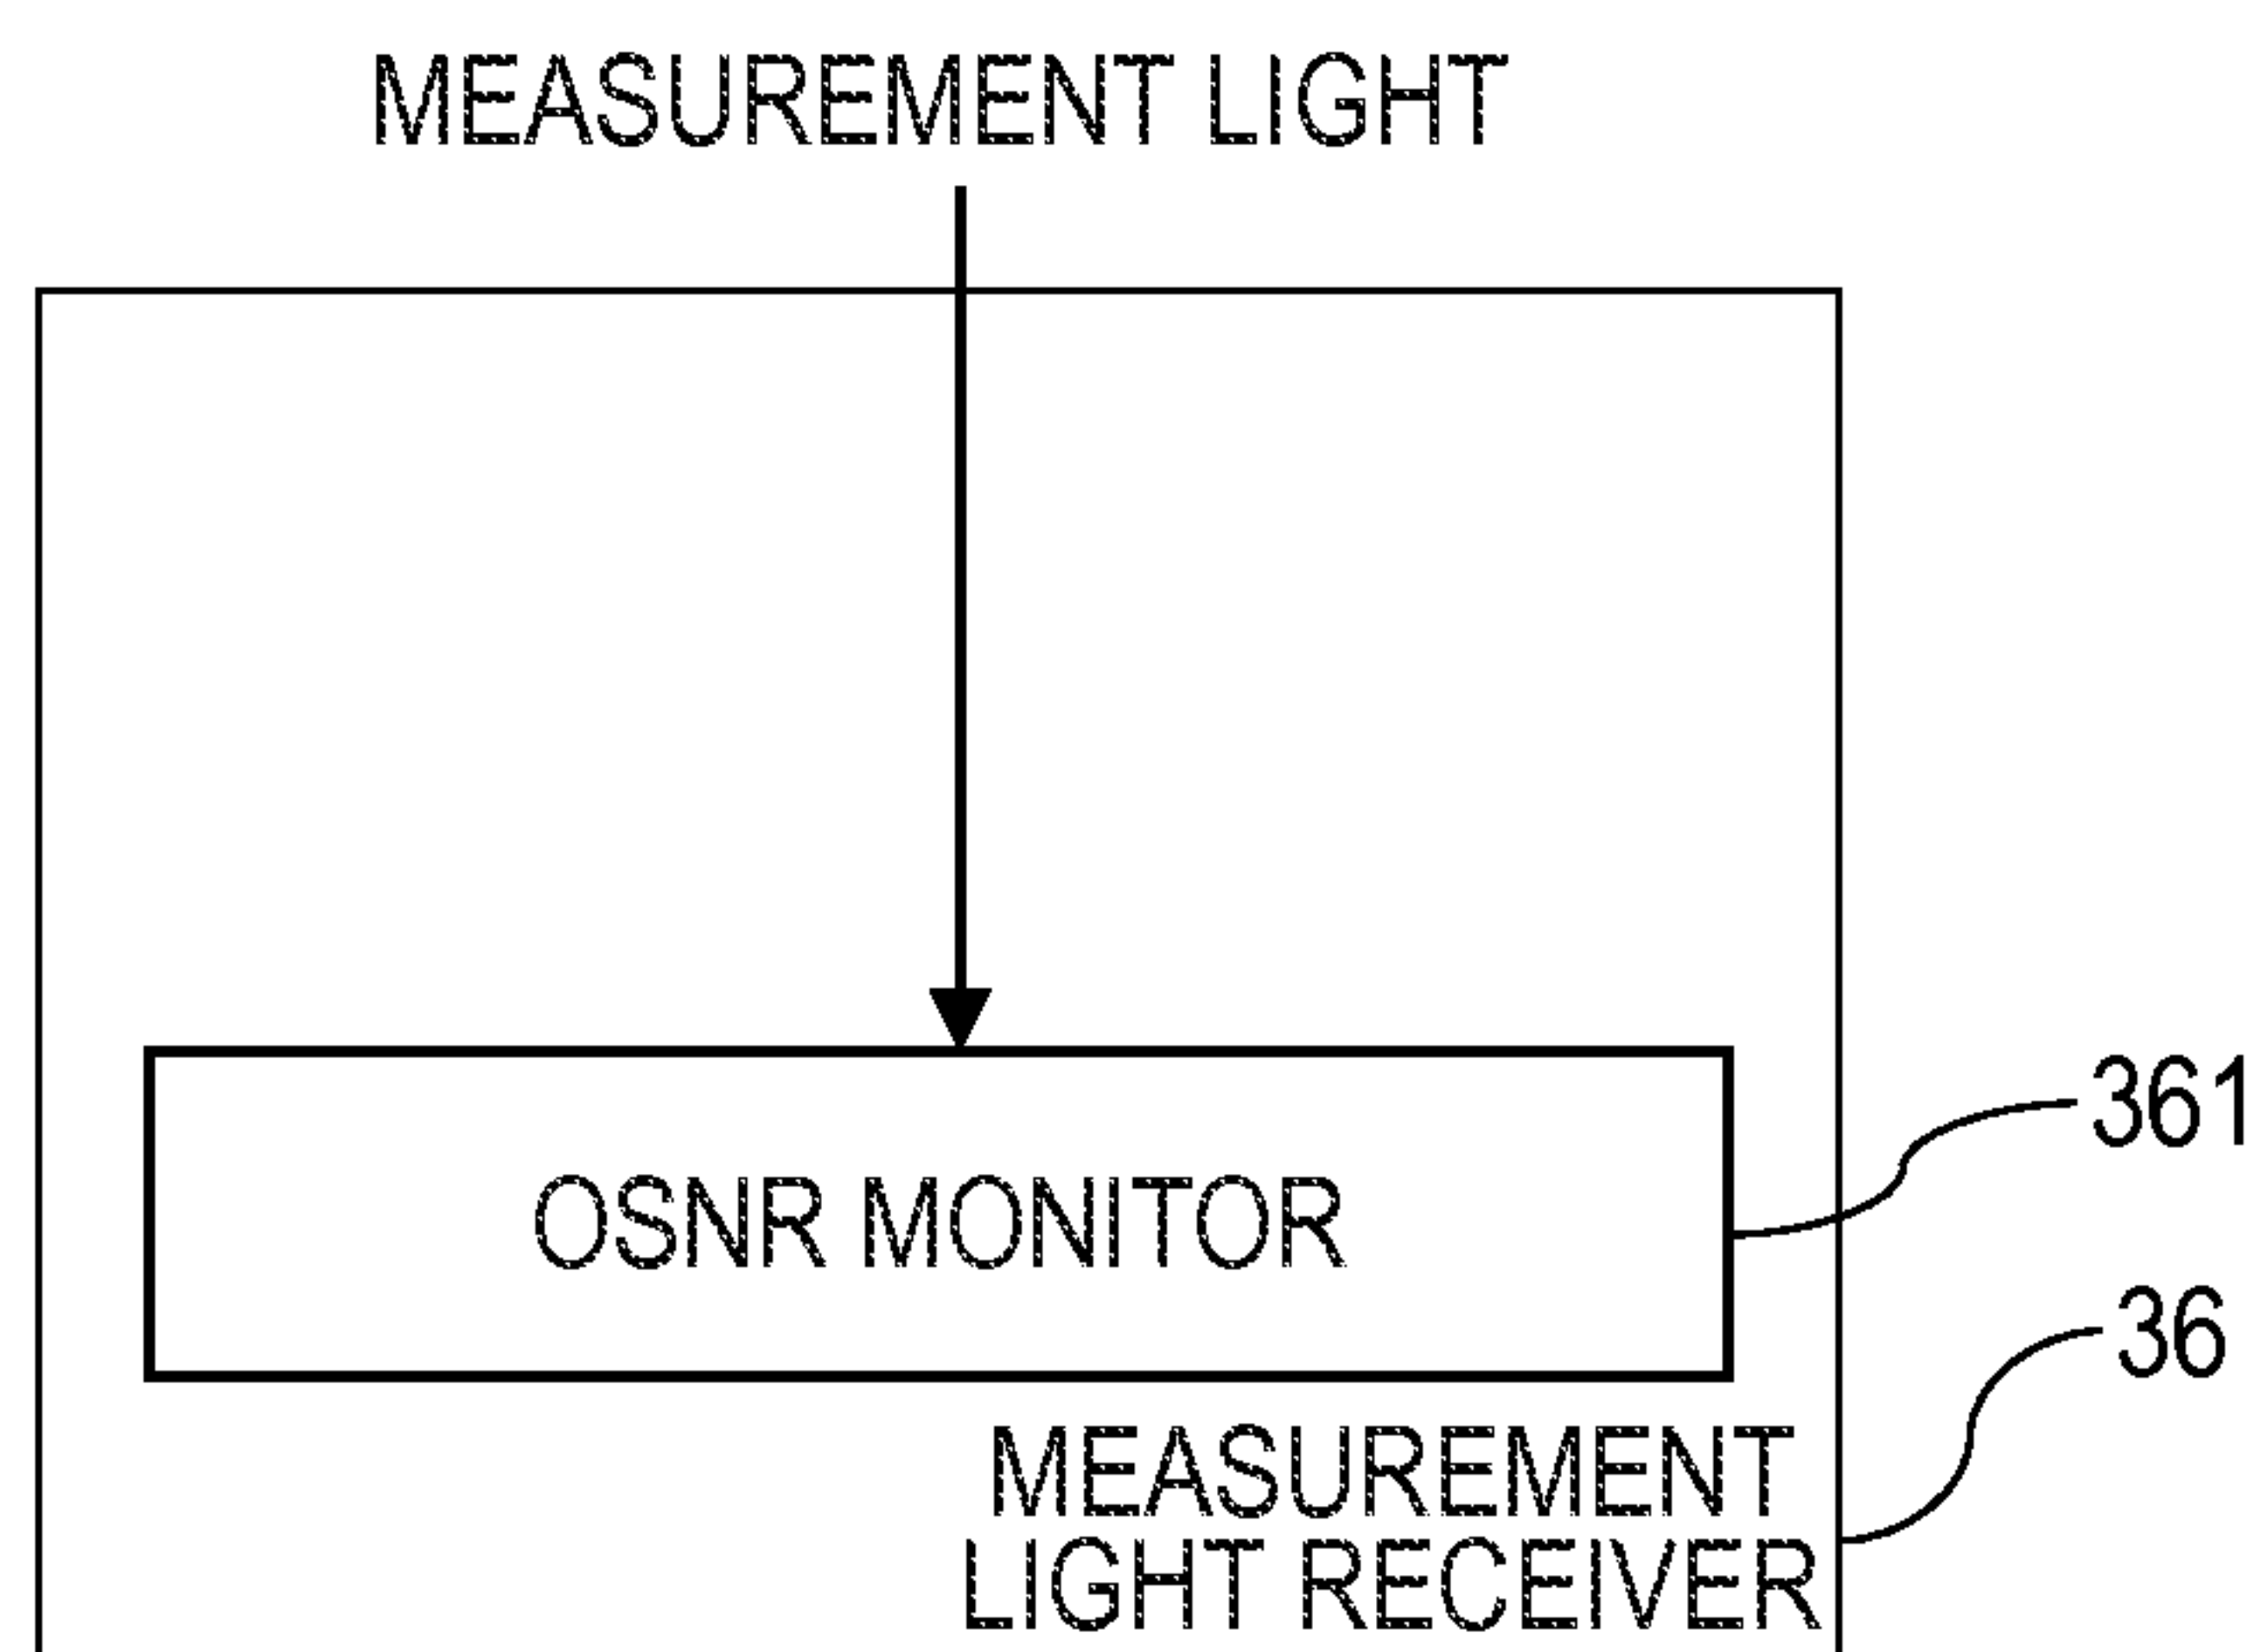 MEASUREMENT LIGHT
OSNR MONITOR
361
36
MEASUREMENT
LIGHT RECEIVER